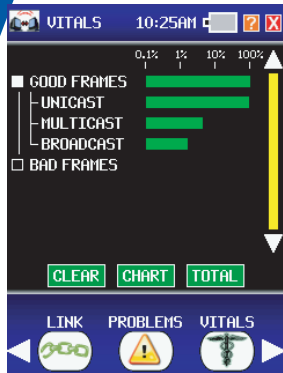 VITALS 10:25AM ? X
0.1% 1% 10% 100%
GOOD FRAMES
UNICAST
MULTICAST
BROADCAST
BAD FRAMES
CLEAR CHART TOTAL
LINK PROBLEMS VITALS
!